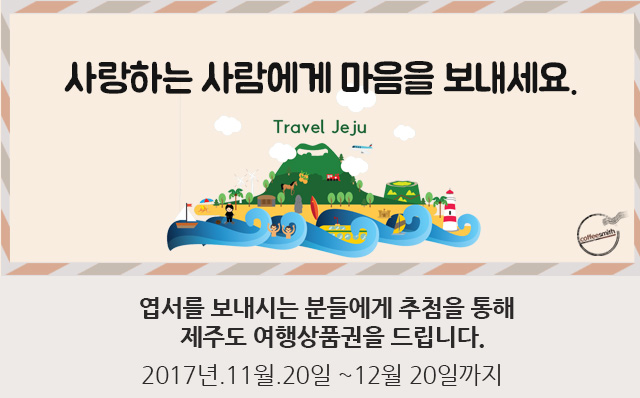 사랑하는 사람에게 마음을 보내세요.
Travel Jeju
coffeesmith
엽서를 보내시는 분들에게 추첨을 통해
제주도 여행상품권을 드립니다.
2017년.11월.20일 ~12월 20일까지